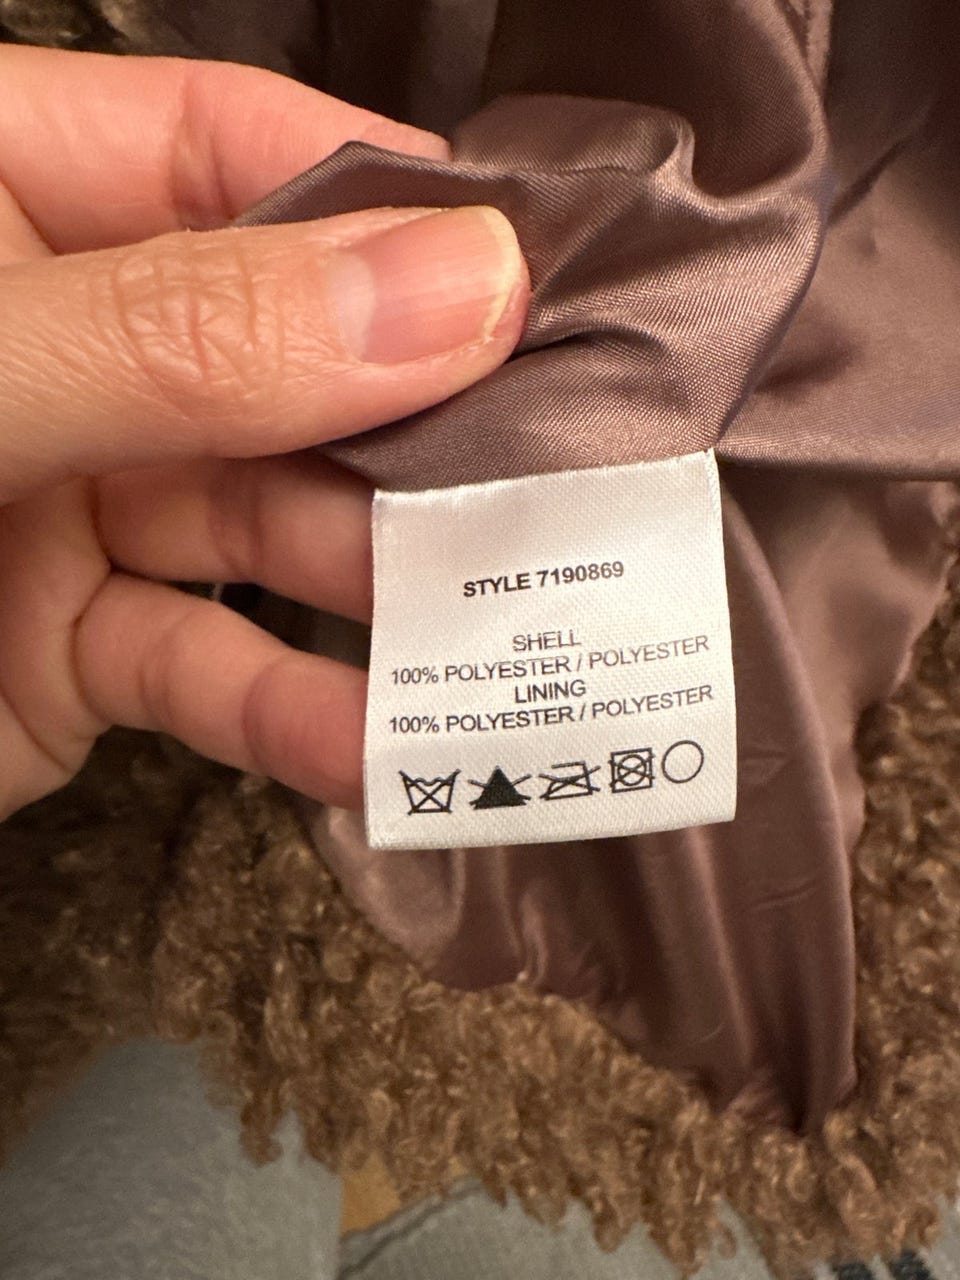 STYLE 7190869
SHELL
100% POLYESTER / POLYESTER
LINING
100% POLYESTER / POLYESTER